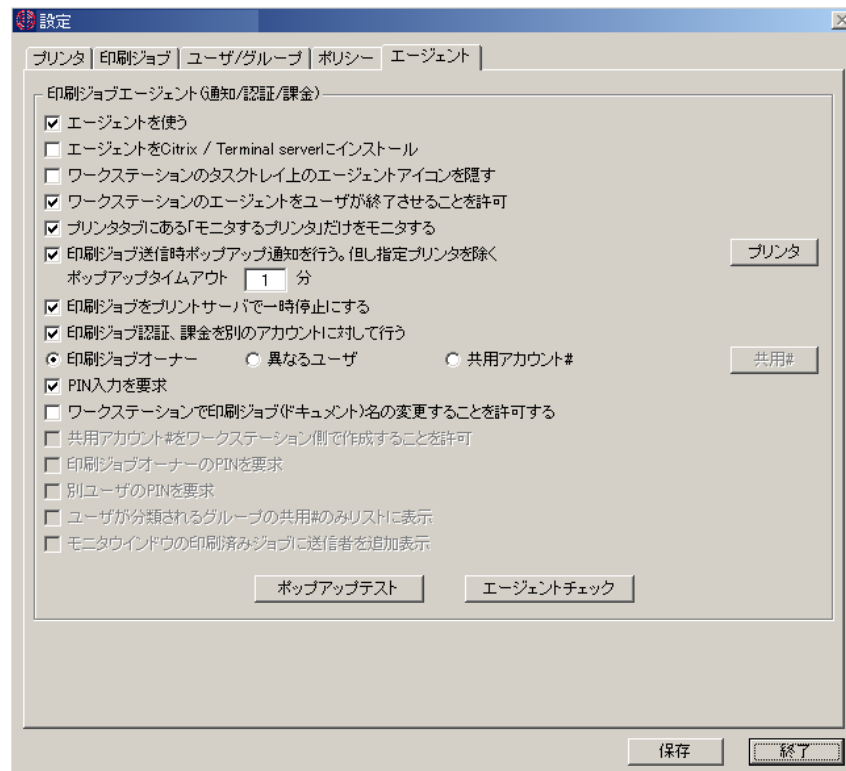 設定
プリンタ 印刷ジョブ ユーザ/グループ ポリシー エージェント
印刷ジョブエージェント(通知/認証/課金)
エージェントを使う
エージェントをCitrix / Terminal serverにインストール
ワークステーションのタスクトレイ上のエージェントアイコンを隠す
ワークステーションのエージェントをユーザが終了させることを許可
プリンタタブにある「モニタするプリンタ」だけをモニタする
印刷ジョブ送信時ポップアップ通知を行う。但し指定プリンタを除く プリンタ
ポップアップタイムアウト 1 分
印刷ジョブをプリントサーバで一時停止にする
印刷ジョブ認証、課金を別のアカウントに対して行う
印刷ジョブオーナー 異なるユーザ 共用アカウント# 共用#
PIN入力を要求
ワークステーションで印刷ジョブ(ドキュメント)名の変更することを許可する
共用アカウント#をワークステーション側で作成することを許可
印刷ジョブオーナーのPINを要求
別ユーザのPINを要求
ユーザが分類されるグループの共用#のみリストに表示
モニタウインドウの印刷済みジョブに送信者を追加表示
ポップアップテスト エージェントチェック
保存 終了